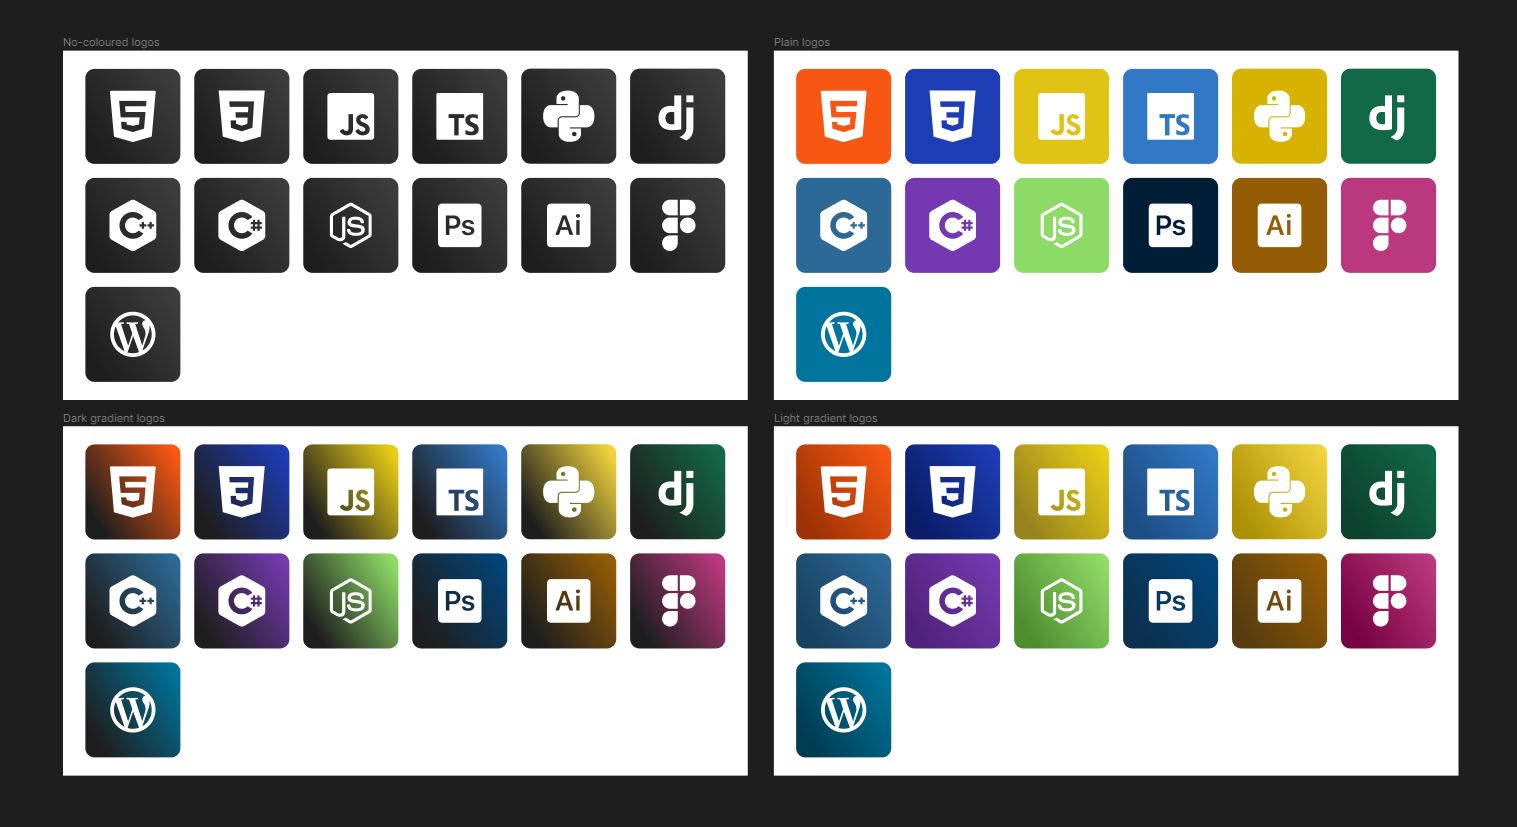 No-coloured logos
5 3 JS TS dj
C++ C# JS Ps Ai
W
Plain logos
5 3 JS TS dj
C++ C# JS Ps Ai
W
Dark gradient logos
5 3 JS TS dj
C++ C# JS Ps Ai
W
Light gradient logos
5 3 JS TS dj
C++ C# JS Ps Ai
W